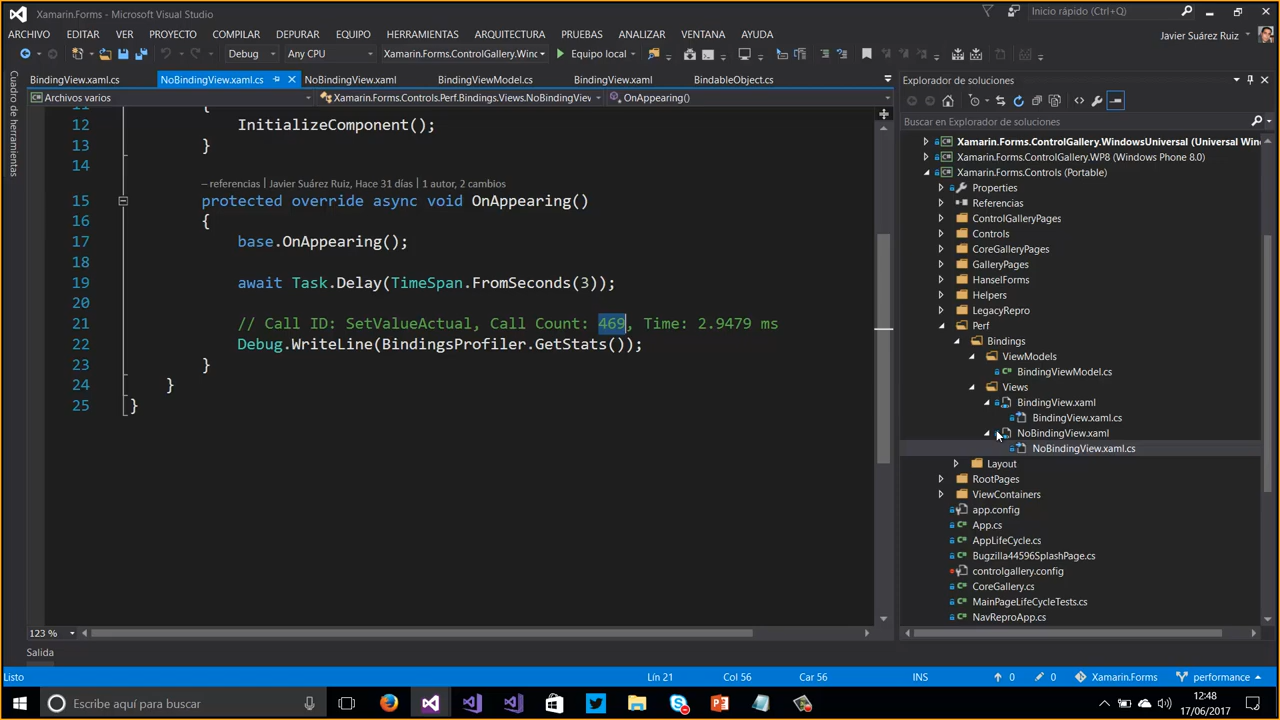 Xamarin.Forms - Microsoft Visual Studio
Inicio rápido (Ctrl+Q)
ARCHIVO EDITAR VER PROYECTO COMPILAR DEPURAR EQUIPO HERRAMIENTAS ARQUITECTURA PRUEBAS ANALIZAR VENTANA AYUDA
Javier Suárez Ruiz
Debug Any CPU Xamarin.Forms.ControlGallery.Win Equipo local
Cuadro de herramientas
BindingView.xaml.cs NoBindingView.xaml.cs NoBindingView.xaml BindingViewModel.cs BindingView.xaml BindableObject.cs
Archivos varios Xamarin.Forms.Controls.Perf.Bindings.Views.NoBindingViev OnAppearing()
11 {
12 InitializeComponent();
13 }
14
– referencias | Javier Suárez Ruiz, Hace 31 días | 1 autor, 2 cambios
15 protected override async void OnAppearing()
16 {
17 base.OnAppearing();
18
19 await Task.Delay(TimeSpan.FromSeconds(3));
20
21 // Call ID: SetValueActual, Call Count: 469, Time: 2.9479 ms
22 Debug.WriteLine(BindingsProfiler.GetStats());
23 }
24 }
25 }
123 %
Explorador de soluciones
Buscar en Explorador de soluciones
Xamarin.Forms.ControlGallery.WindowsUniversal (Universal Win
Xamarin.Forms.ControlGallery.WP8 (Windows Phone 8.0)
Xamarin.Forms.Controls (Portable)
Properties
Referencias
ControlGalleryPages
Controls
CoreGalleryPages
GalleryPages
HanselForms
Helpers
LegacyRepro
Perf
Bindings
ViewModels
BindingViewModel.cs
Views
BindingView.xaml
BindingView.xaml.cs
NoBindingView.xaml
NoBindingView.xaml.cs
Layout
RootPages
ViewContainers
app.config
App.cs
AppLifeCycle.cs
Bugzilla44596SplashPage.cs
controlgallery.config
CoreGallery.cs
MainPageLifeCycleTests.cs
NavReproApp.cs
Salida
Listo Lín 21 Col 56 Car 56 INS 0 0 Xamarin.Forms performance
Escribe aquí para buscar
12:48
17/06/2017